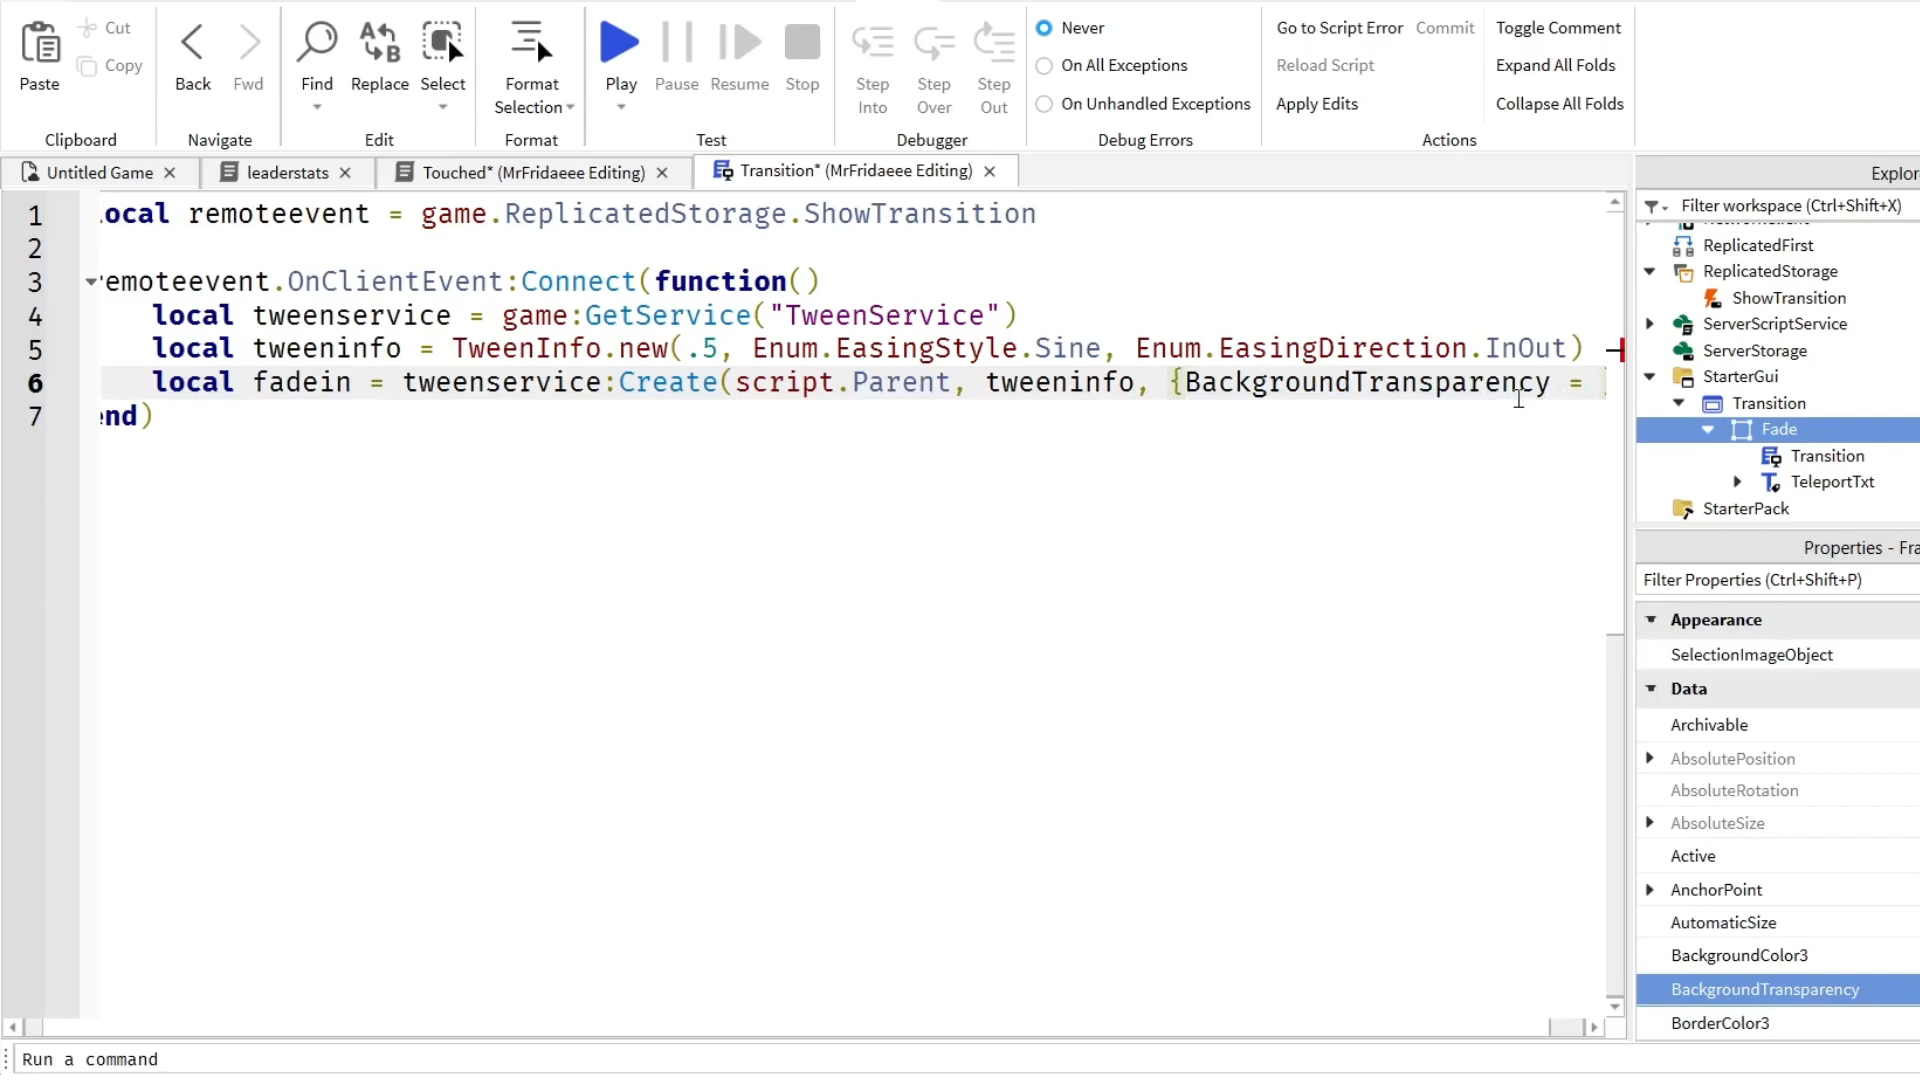 Paste
Cut
Copy
Clipboard
Back
Fwd
Navigate
Find
Replace
Select
Edit
Format
Selection
Format
Play
Pause
Resume
Stop
Test
Step
Into
Step
Over
Step
Out
Debugger
Never
On All Exceptions
On Unhandled Exceptions
Debug Errors
Go to Script Error
Commit
Reload Script
Apply Edits
Toggle Comment
Expand All Folds
Collapse All Folds
Actions
Untitled Game
leaderstats
Touched* (MrFridaeee Editing)
Transition* (MrFridaeee Editing)
1 local remoteevent = game.ReplicatedStorage.ShowTransition
2
3 remoteevent.OnClientEvent:Connect(function()
4 local tweenservice = game:GetService("TweenService")
5 local tweeninfo = TweenInfo.new(.5, Enum.EasingStyle.Sine, Enum.EasingDirection.InOut)
6 local fadein = tweenservice:Create(script.Parent, tweeninfo, {BackgroundTransparency =
7 end)
Explor
Filter workspace (Ctrl+Shift+X)
ReplicatedFirst
ReplicatedStorage
ShowTransition
ServerScriptService
ServerStorage
StarterGui
Transition
Fade
Transition
TeleportTxt
StarterPack
Properties - Fra
Filter Properties (Ctrl+Shift+P)
Appearance
SelectionImageObject
Data
Archivable
AbsolutePosition
AbsoluteRotation
AbsoluteSize
Active
AnchorPoint
AutomaticSize
BackgroundColor3
BackgroundTransparency
BorderColor3
Run a command